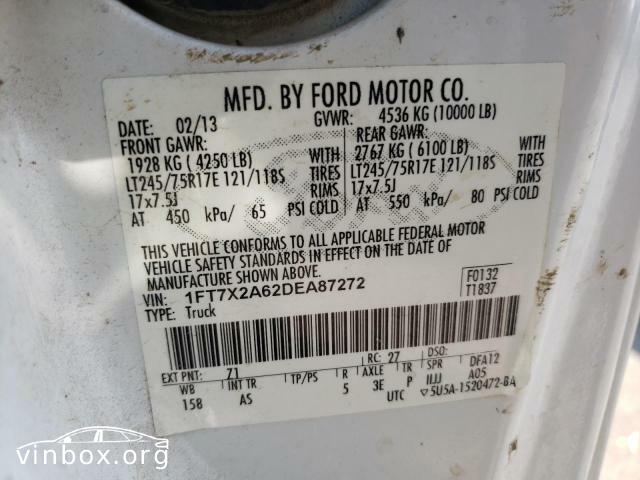 MFD. BY FORD MOTOR CO.
DATE: 02/13 GVWR: 4536 KG (10000 LB)
FRONT GAWR: REAR GAWR:
1928 KG ( 4250 LB) WITH 2767 KG ( 6100 LB) WITH
LT245/75R17E 121/118S TIRES LT245/75R17E 121/118S TIRES
17x7.5J RIMS 17x7.5J RIMS
AT 450 kPa/ 65 PSI COLD AT 550 kPa/ 80 PSI COLD
THIS VEHICLE CONFORMS TO ALL APPLICABLE FEDERAL MOTOR
VEHICLE SAFETY STANDARDS IN EFFECT ON THE DATE OF
MANUFACTURE SHOWN ABOVE.
VIN: 1FT7X2A62DEA87272 F0132
TYPE: Truck T1837
EXT PNT: Z1 RC: 27 DSO:
WB INT TR TP/PS R AXLE TR SPR DFA12
158 AS 5 3E P IIJJ A05
UTC ▽5U5A-1520472-BA
vinbox.org